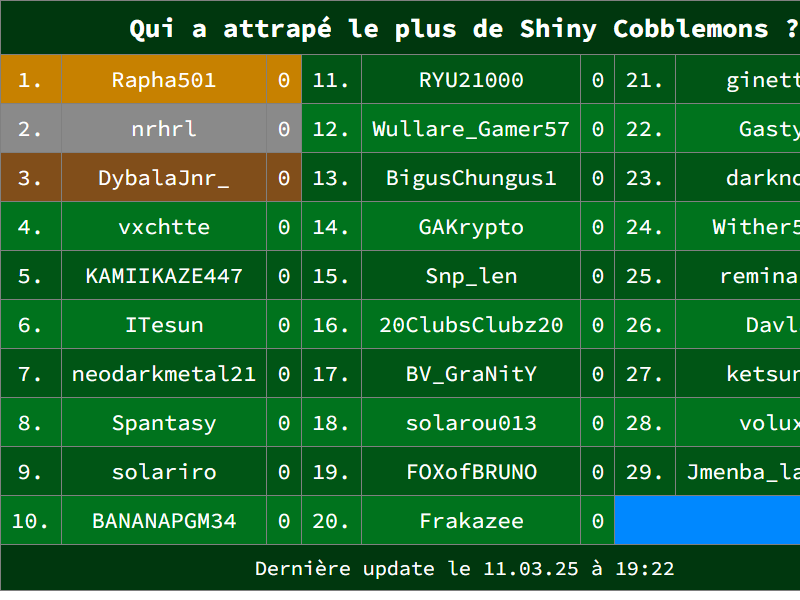 Qui a attrapé le plus de Shiny Cobblemons ?
1. Rapha501 0 11. RYU21000 0 21. ginett
2. nrhrl 0 12. Wullare_Gamer57 0 22. Gasty
3. DybalaJnr_ 0 13. BigusChungus1 0 23. darkno
4. vxchtte 0 14. GAKrypto 0 24. Wither5
5. KAMIIKAZE447 0 15. Snp_len 0 25. remina
6. ITesun 0 16. 20ClubsClubz20 0 26. Davl
7. neodarkmetal21 0 17. BV_GraNitY 0 27. ketsur
8. Spantasy 0 18. solarou013 0 28. volux
9. solariro 0 19. FOXofBRUNO 0 29. Jmenba_la
10. BANANAPGM34 0 20. Frakazee 0
Dernière update le 11.03.25 à 19:22